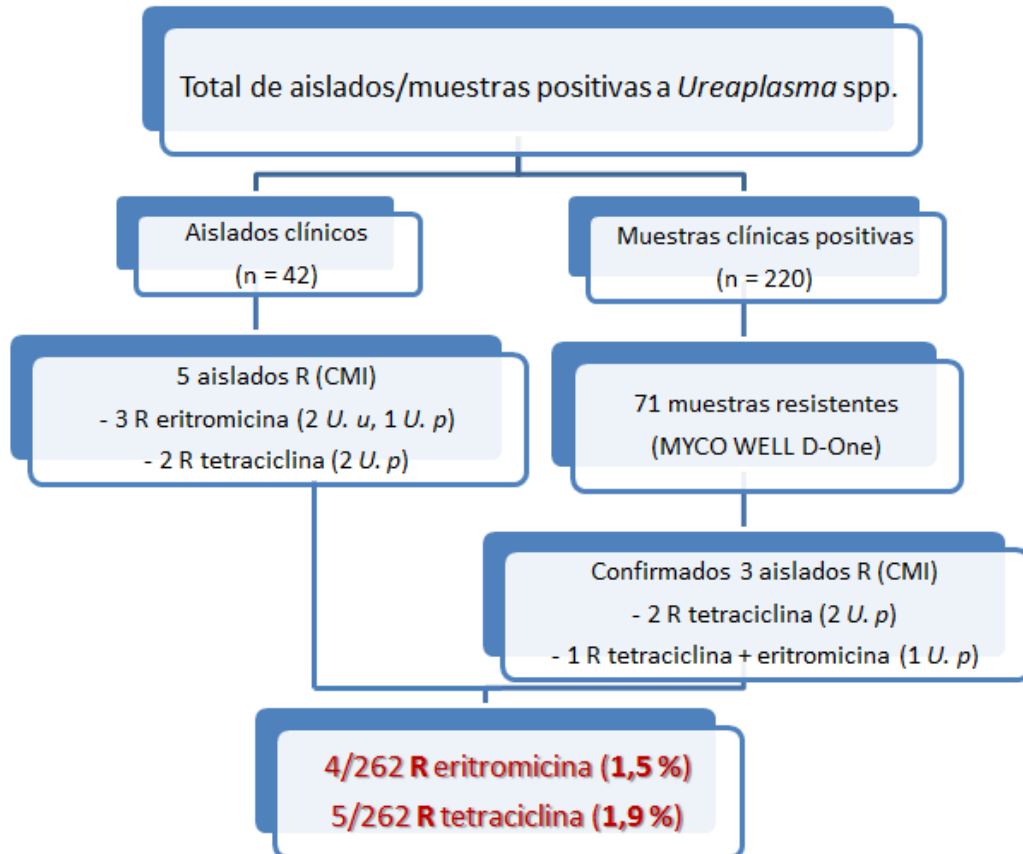 Total de aislados/muestras positivas a Ureaplasma spp.
Aislados clínicos
(n = 42)
Muestras clínicas positivas
(n = 220)
5 aislados R (CMI)
- 3 R eritromicina (2 U. u, 1 U. p)
- 2 R tetraciclina (2 U. p)
71 muestras resistentes
(MYCO WELL D-One)
Confirmados 3 aislados R (CMI)
- 2 R tetraciclina (2 U. p)
- 1 R tetraciclina + eritromicina (1 U. p)
4/262 R eritromicina (1,5 %)
5/262 R tetraciclina (1,9 %)